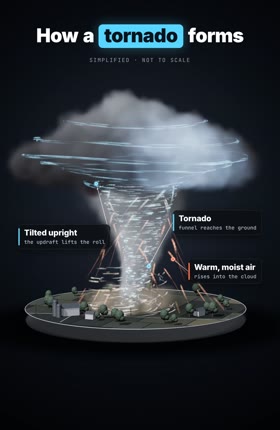 How a tornado forms
SIMPLIFIED · NOT TO SCALE
Tornado
funnel reaches the ground
Tilted upright
the updraft lifts the roll
Warm, moist air
rises into the cloud